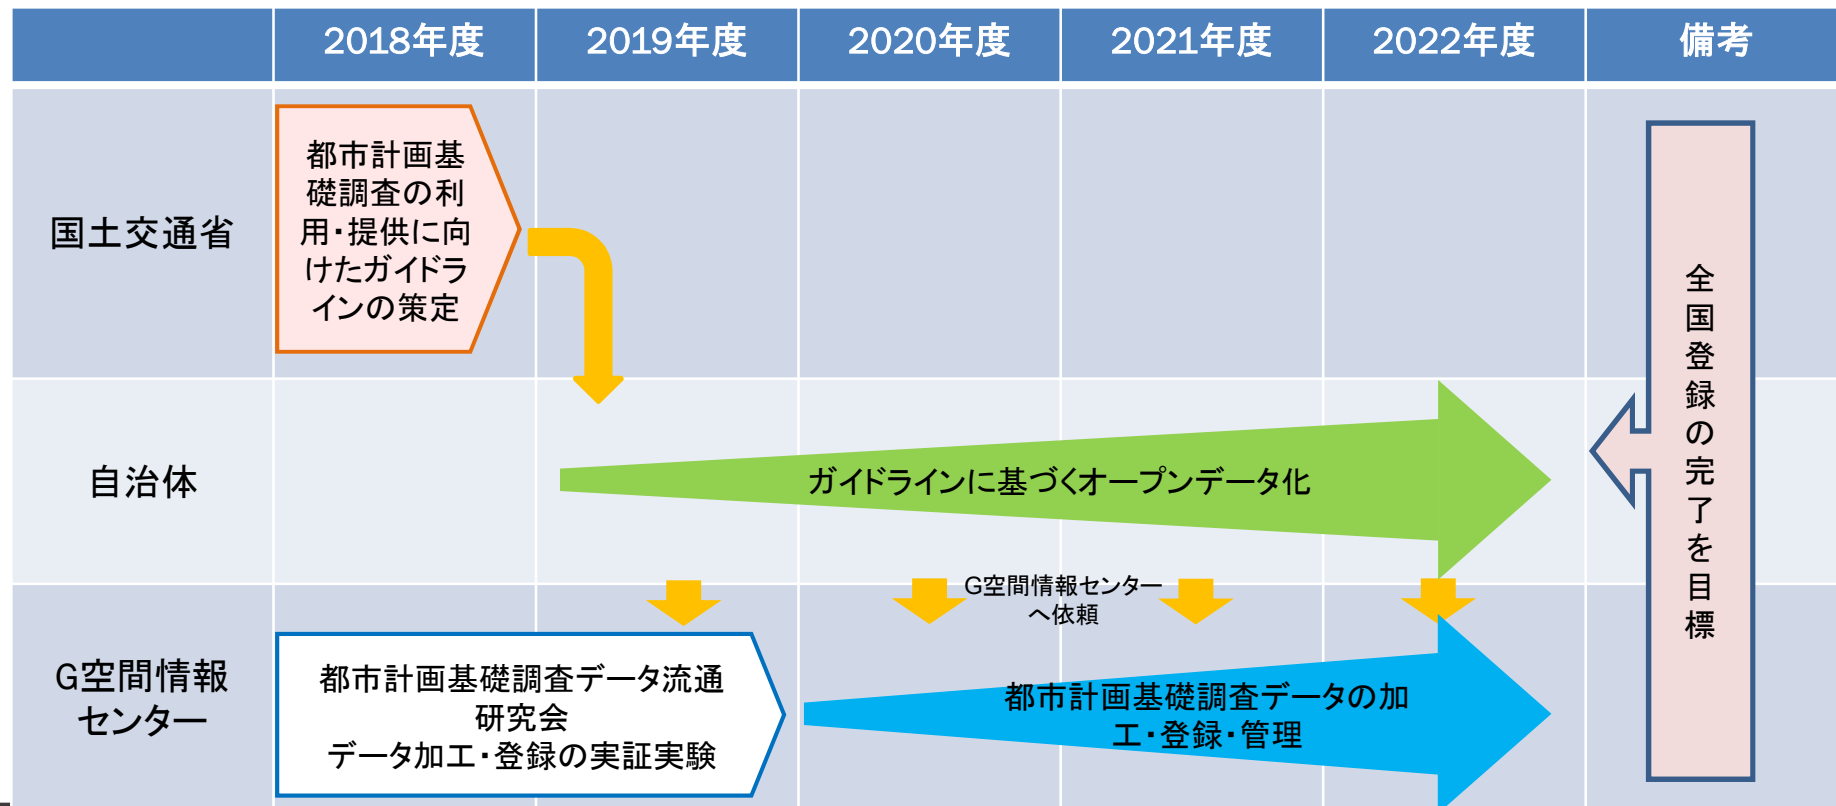 2018年度
2019年度
2020年度
2021年度
2022年度
備考
国土交通省
都市計画基
礎調査の利
用・提供に向
けたガイドラ
インの策定
自治体
ガイドラインに基づくオープンデータ化
G空間情報センター
へ依頼
G空間情報
センター
都市計画基礎調査データ流通
研究会
データ加工・登録の実証実験
都市計画基礎調査データの加
工・登録・管理
全国登録の完了を目標